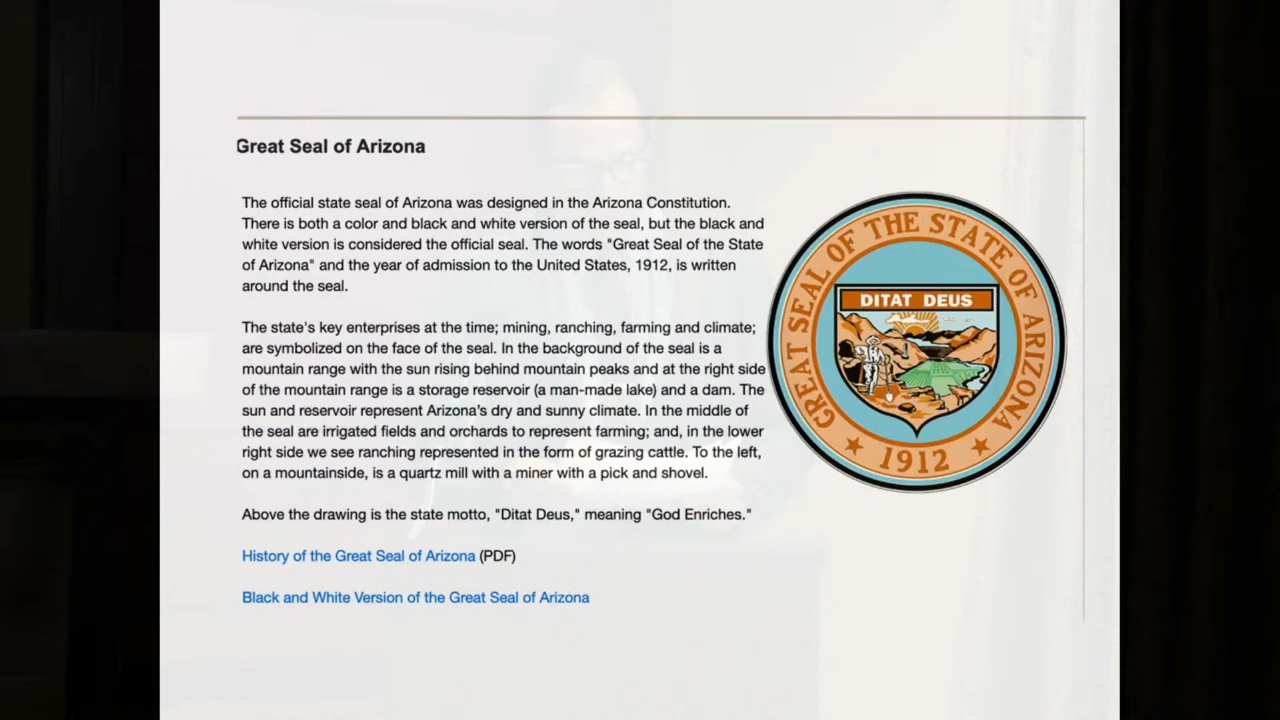 Great Seal of Arizona
The official state seal of Arizona was designed in the Arizona Constitution.
There is both a color and black and white version of the seal, but the black and
white version is considered the official seal. The words "Great Seal of the State
of Arizona" and the year of admission to the United States, 1912, is written
around the seal.
The state's key enterprises at the time; mining, ranching, farming and climate;
are symbolized on the face of the seal. In the background of the seal is a
mountain range with the sun rising behind mountain peaks and at the right side
of the mountain range is a storage reservoir (a man-made lake) and a dam. The
sun and reservoir represent Arizona's dry and sunny climate. In the middle of
the seal are irrigated fields and orchards to represent farming; and, in the lower
right side we see ranching represented in the form of grazing cattle. To the left,
on a mountainside, is a quartz mill with a miner with a pick and shovel.
Above the drawing is the state motto, "Ditat Deus," meaning "God Enriches."
History of the Great Seal of Arizona (PDF)
Black and White Version of the Great Seal of Arizona
GREAT SEAL OF THE STATE OF ARIZONA
DITAT DEUS
1912